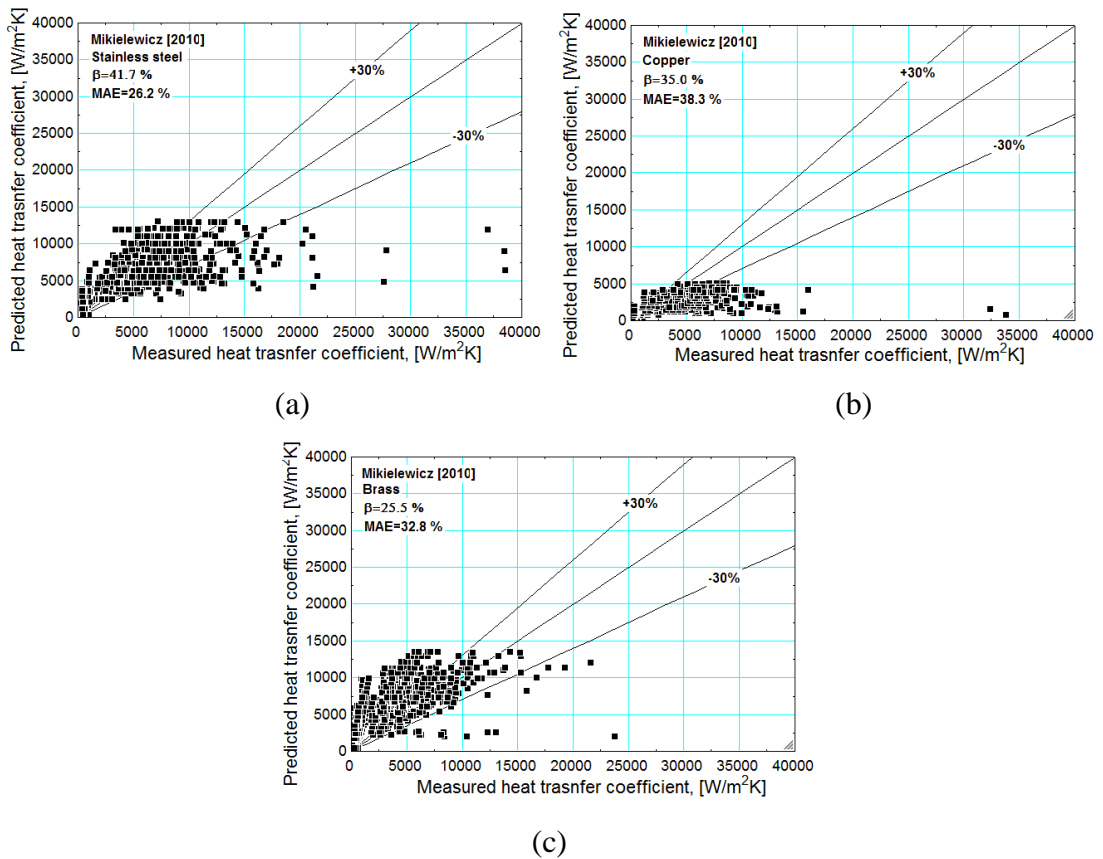 Predicted heat trasnfer coefficient, [W/m²K]
40000
35000
30000
25000
20000
15000
10000
5000
0
Mikielewicz [2010]
Stainless steel
β=41.7 %
MAE=26.2 %
+30%
-30%
0 5000 10000 15000 20000 25000 30000 35000 40000
Measured heat trasnfer coefficient, [W/m²K]
(a)
Predicted heat trasnfer coefficient, [W/m²K]
40000
35000
30000
25000
20000
15000
10000
5000
0
Mikielewicz [2010]
Copper
β=35.0 %
MAE=38.3 %
+30%
-30%
0 5000 10000 15000 20000 25000 30000 35000 40000
Measured heat trasnfer coefficient, [W/m²K]
(b)
Predicted heat trasnfer coefficient, [W/m²K]
40000
35000
30000
25000
20000
15000
10000
5000
0
Mikielewicz [2010]
Brass
β=25.5 %
MAE=32.8 %
+30%
-30%
0 5000 10000 15000 20000 25000 30000 35000 40000
Measured heat trasnfer coefficient, [W/m²K]
(c)